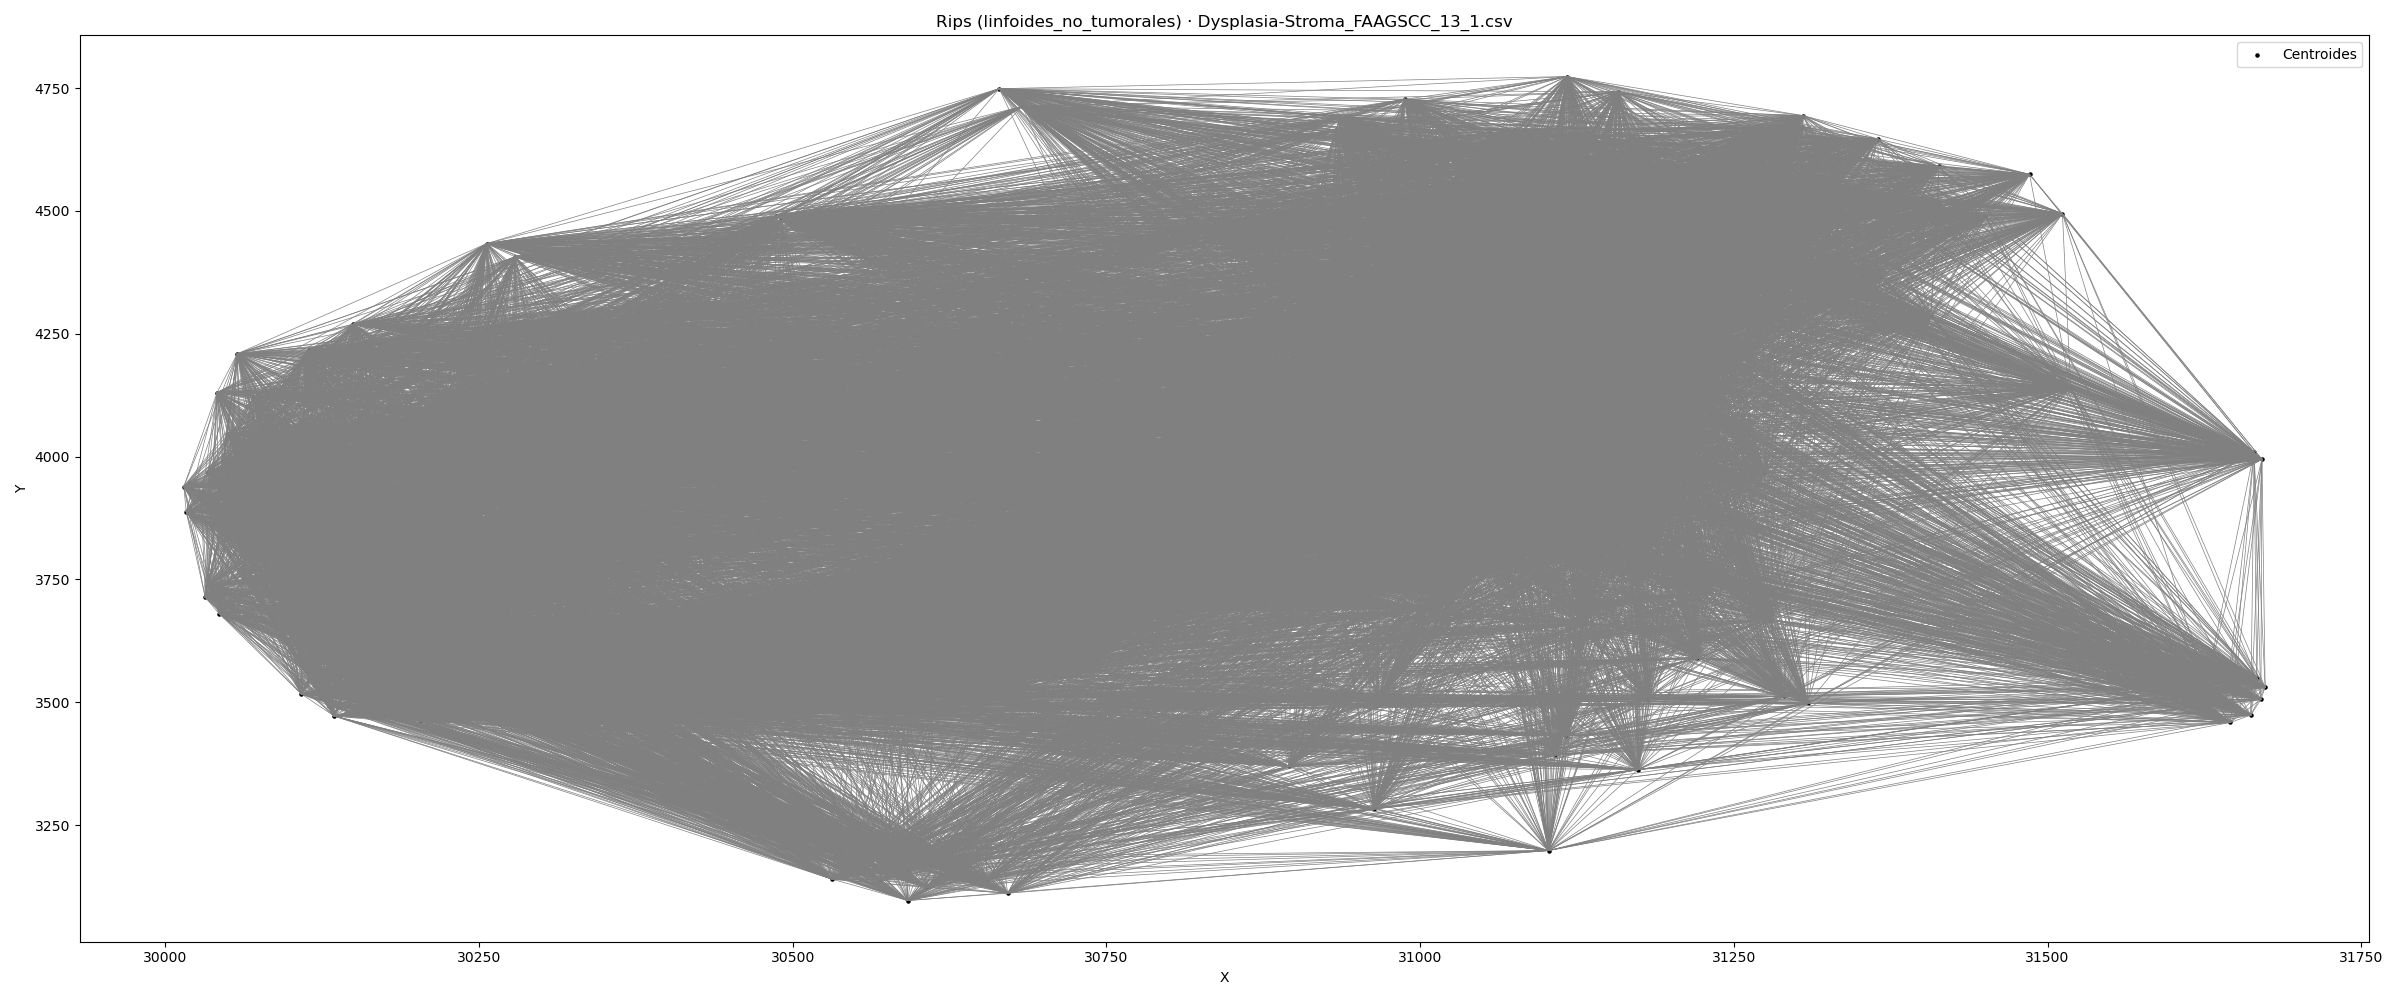 Rips (linfoides_no_tumorales) · Dysplasia-Stroma_FAAGSCC_13_1.csv
Centroides
4750
4500
4250
4000
3750
3500
3250
Y
30000 30250 30500 30750 31000 31250 31500 31750
X